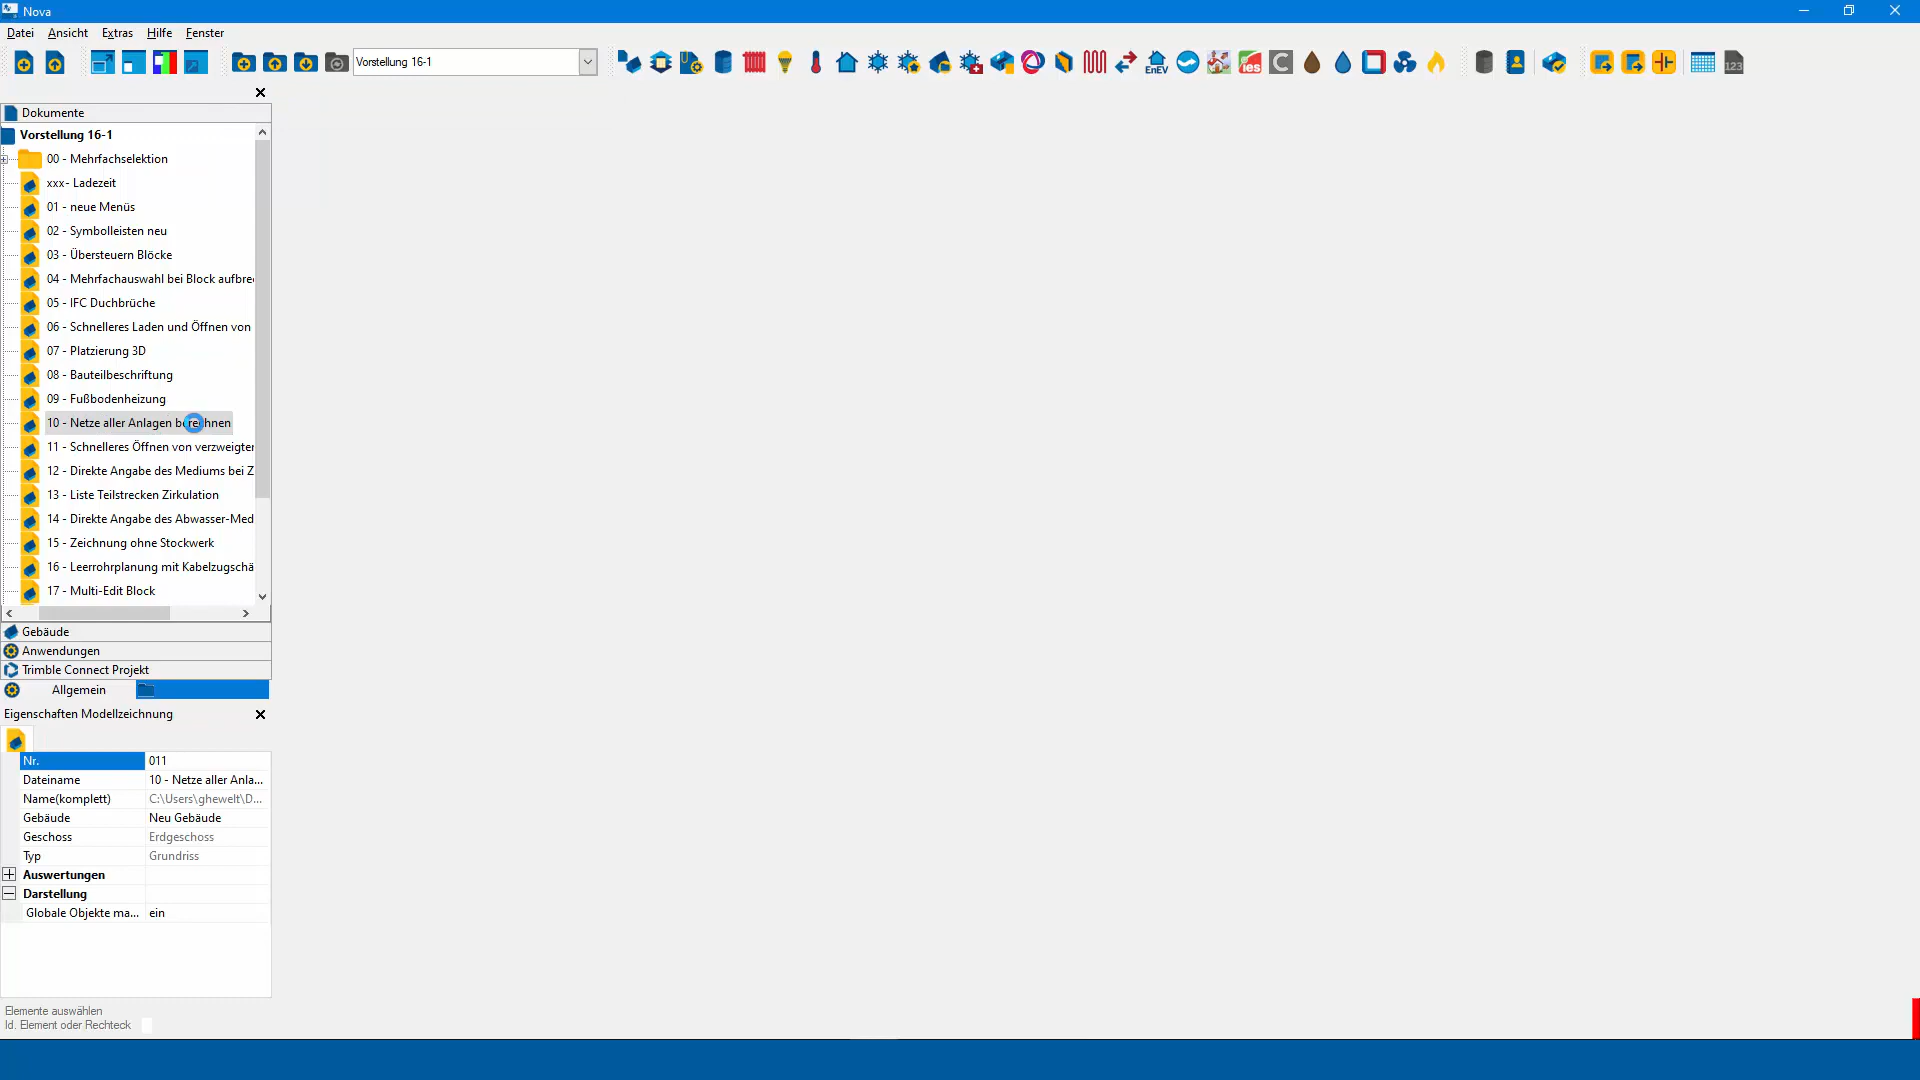 Nova
Datei Ansicht Extras Hilfe Fenster
Vorstellung 16-1
EnEV
ies
C
123
Dokumente
Vorstellung 16-1
00 - Mehrfachselektion
xxx- Ladezeit
01 - neue Menüs
02 - Symbolleisten neu
03 - Übersteuern Blöcke
04 - Mehrfachauswahl bei Block aufbre
05 - IFC Duchbrüche
06 - Schnelleres Laden und Öffnen von
07 - Platzierung 3D
08 - Bauteilbeschriftung
09 - Fußbodenheizung
10 - Netze aller Anlagen berechnen
11 - Schnelleres Öffnen von verzweigter
12 - Direkte Angabe des Mediums bei Z
13 - Liste Teilstrecken Zirkulation
14 - Direkte Angabe des Abwasser-Med
15 - Zeichnung ohne Stockwerk
16 - Leerrohrplanung mit Kabelzugschä
17 - Multi-Edit Block
Gebäude
Anwendungen
Trimble Connect Projekt
Allgemein
Eigenschaften Modellzeichnung
Nr. 011
Dateiname 10 - Netze aller Anla...
Name(komplett) C:\Users\ghewelt\D...
Gebäude Neu Gebäude
Geschoss Erdgeschoss
Typ Grundriss
Auswertungen
Darstellung
Globale Objekte ma... ein
Elemente auswählen
Id. Element oder Rechteck